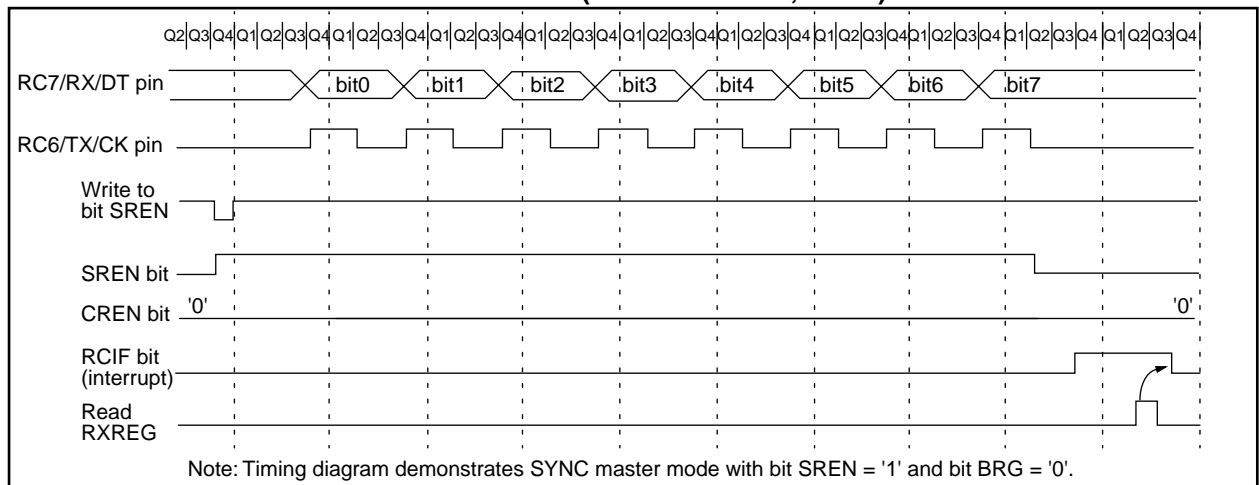 Q2 Q3 Q4 Q1 Q2 Q3 Q4 Q1 Q2 Q3 Q4 Q1 Q2 Q3 Q4 Q1 Q2 Q3 Q4 Q1 Q2 Q3 Q4 Q1 Q2 Q3 Q4 Q1 Q2 Q3 Q4 Q1 Q2 Q3 Q4 Q1 Q2 Q3 Q4 Q1 Q2 Q3 Q4
RC7/RX/DT pin bit0 bit1 bit2 bit3 bit4 bit5 bit6 bit7
RC6/TX/CK pin
Write to
bit SREN
SREN bit
CREN bit '0' '0'
RCIF bit
(interrupt)
Read
RXREG
Note: Timing diagram demonstrates SYNC master mode with bit SREN = '1' and bit BRG = '0'.